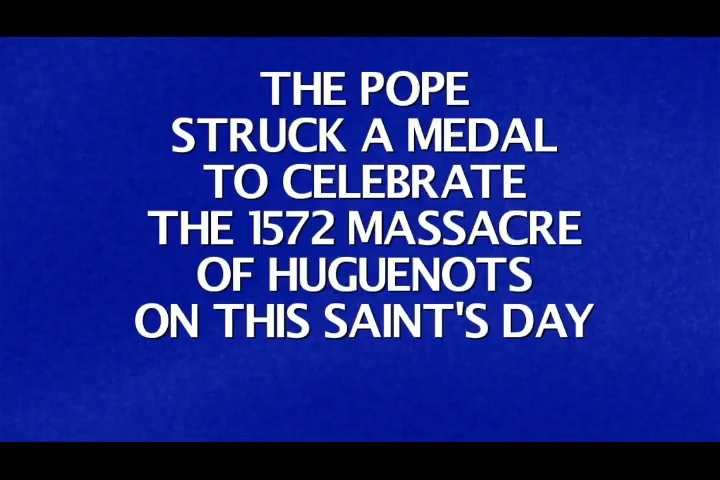 THE POPE
STRUCK A MEDAL
TO CELEBRATE
THE 1572 MASSACRE
OF HUGUENOTS
ON THIS SAINT'S DAY